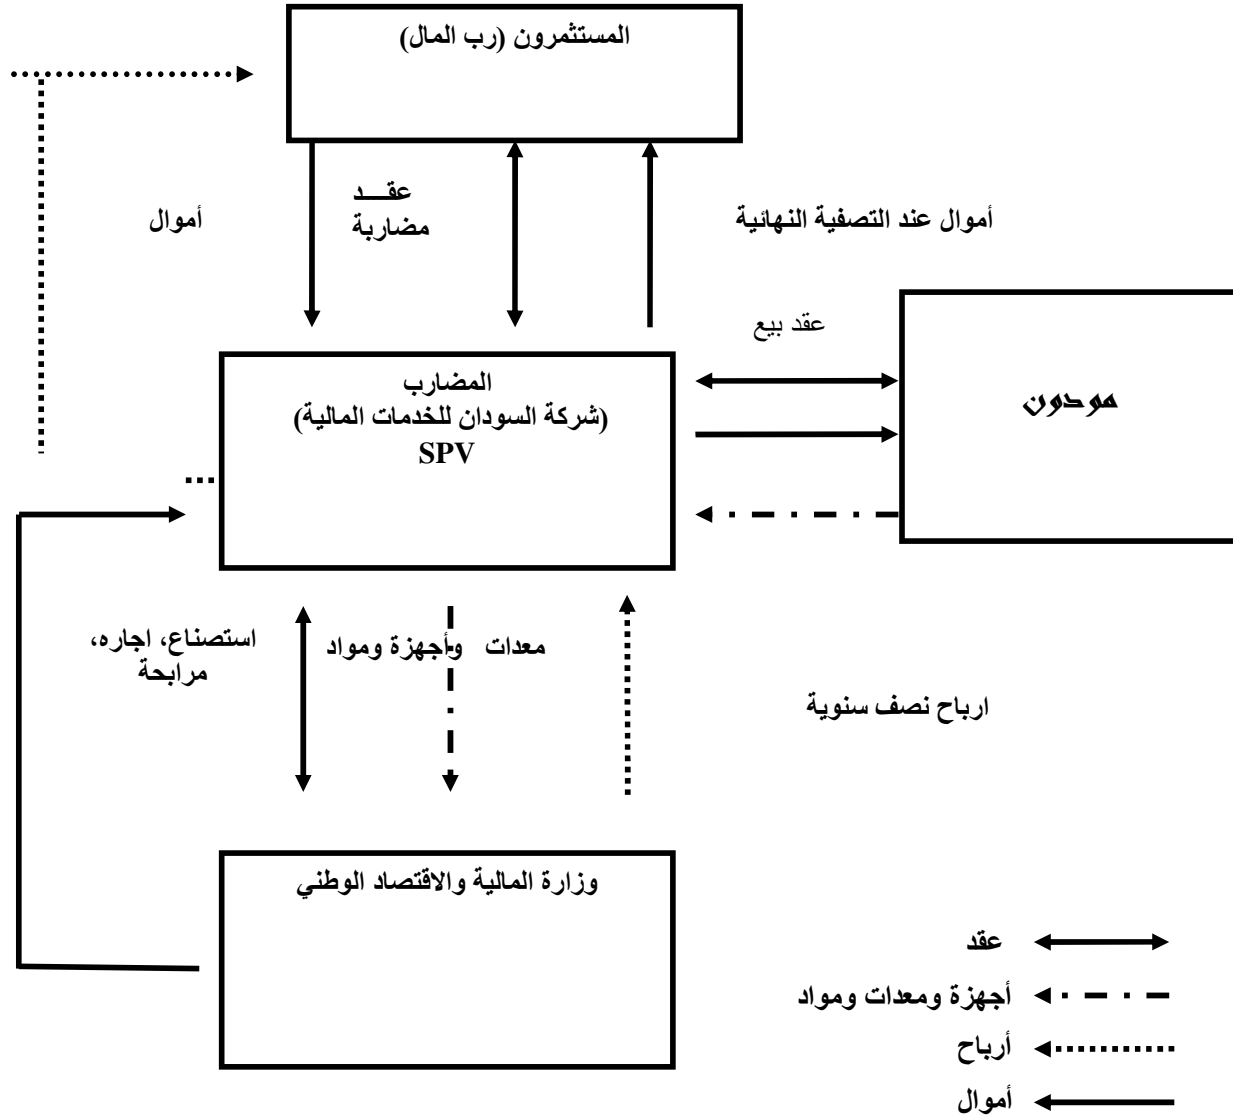 المستثمرون (رب المال)
عقـــد
مضاربة
أموال
أموال عند التصفية النهائية
عقد بيع
المضارب
(شركة السودان للخدمات المالية)
SPV
موردون
استصناع، اجاره،
مرابحة
معدات وأجهزة ومواد
ارباح نصف سنوية
وزارة المالية والاقتصاد الوطني
عقد
أجهزة ومعدات ومواد
أرباح
أموال